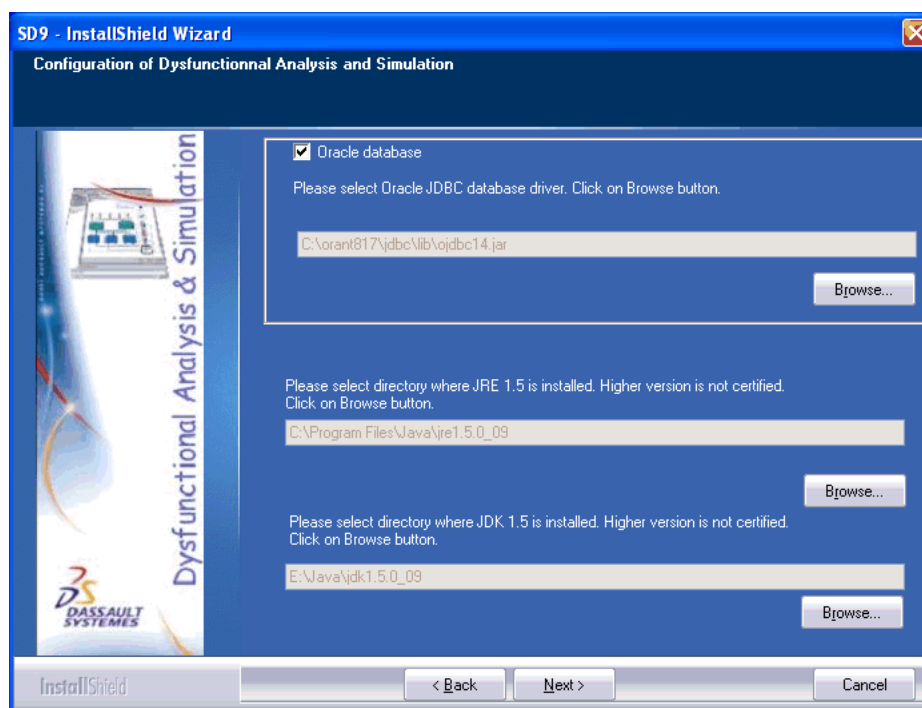 SD9 - InstallShield Wizard
Configuration of Dysfunctionnal Analysis and Simulation
Dysfunctional Analysis & Simulation
DASSAULT
SYSTEMES
Oracle database
Please select Oracle JDBC database driver. Click on Browse button.
C:\orant817\jdbc\lib\ojdbc14.jar
Browse...
Please select directory where JRE 1.5 is installed. Higher version is not certified.
Click on Browse button.
C:\Program Files\Java\jre1.5.0_09
Browse...
Please select directory where JDK 1.5 is installed. Higher version is not certified.
Click on Browse button.
E:\Java\jdk1.5.0_09
Browse...
InstallShield
< Back
Next >
Cancel